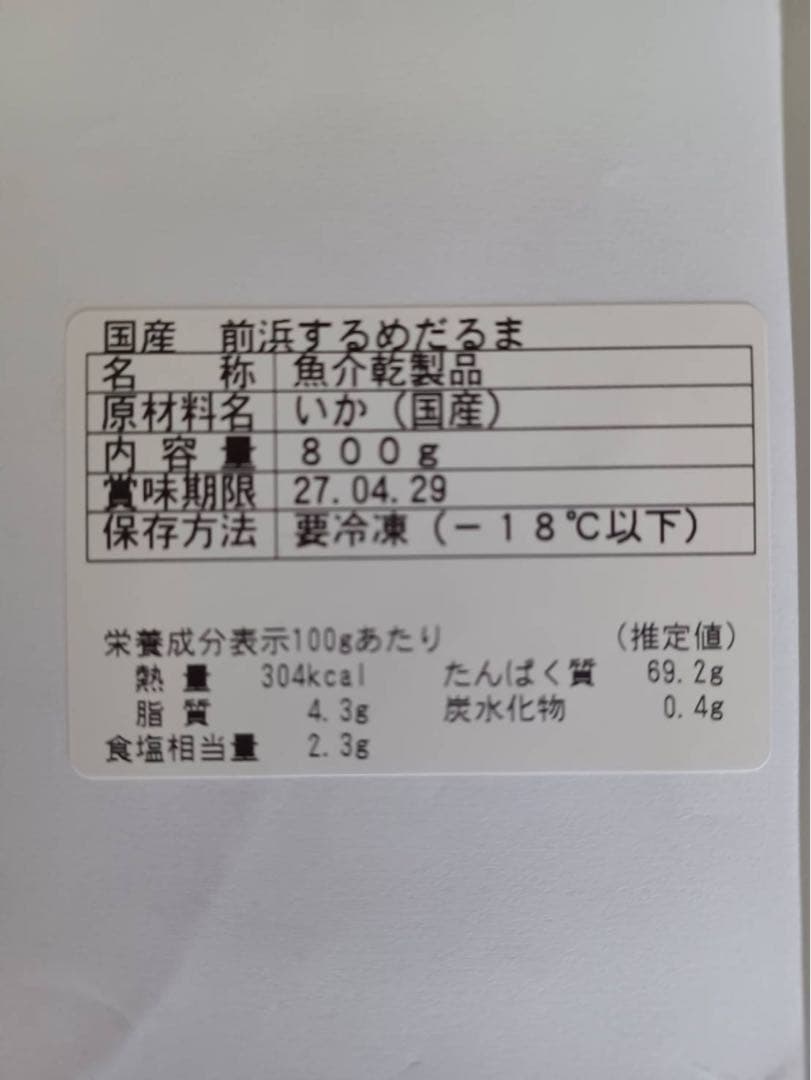 国産　前浜するめだるま
名　　称　魚介乾製品
原材料名　いか（国産）
内 容 量　８００ｇ
賞味期限　27.04.29
保存方法　要冷凍（－１８℃以下）
栄養成分表示100gあたり　（推定値）
熱 量　304kcal　たんぱく質　69.2g
脂 質　4.3g　炭水化物　0.4g
食塩相当量　2.3g